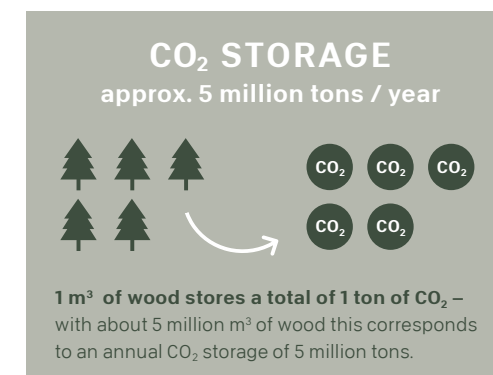 CO₂ STORAGE
approx. 5 million tons / year
CO₂ CO₂ CO₂
CO₂ CO₂
1 m³ of wood stores a total of 1 ton of CO₂ –
with about 5 million m³ of wood this corresponds
to an annual CO₂ storage of 5 million tons.